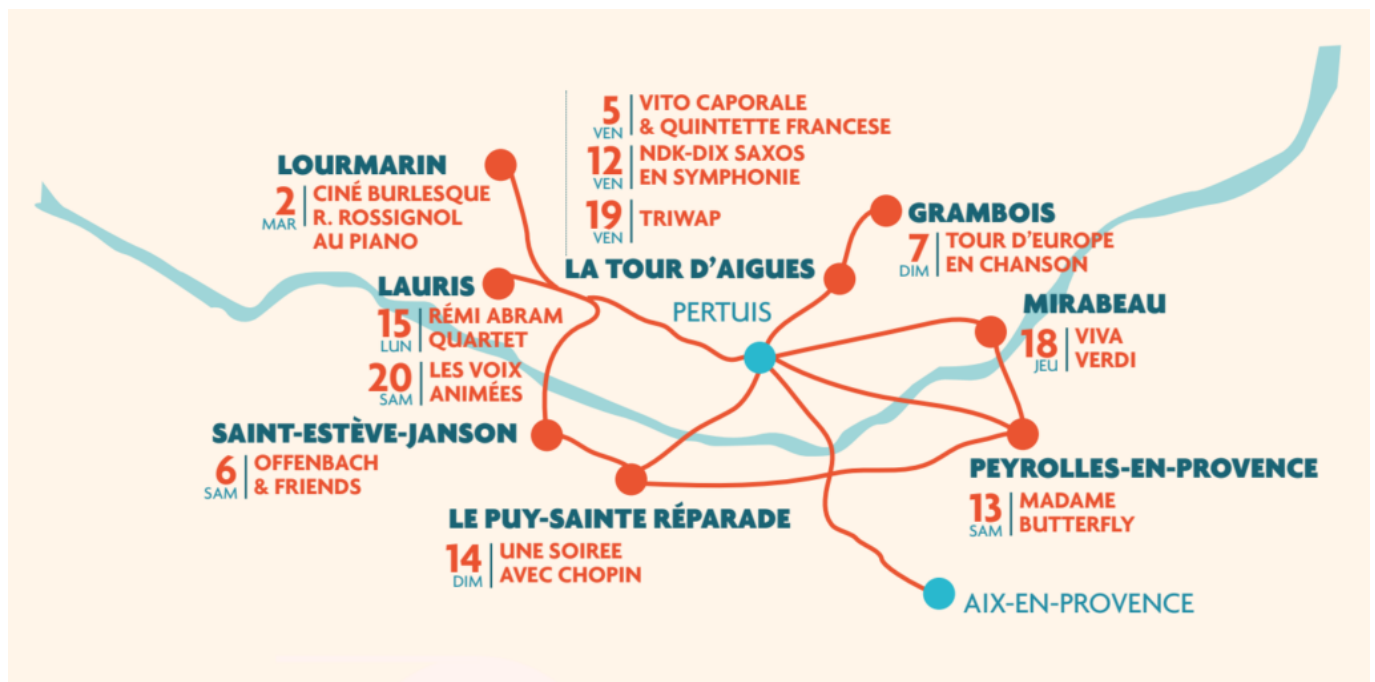 LOURMARIN
2
MAR
CINÉ BURLESQUE
R. ROSSIGNOL
AU PIANO
5
VEN
VITO CAPORALE
& QUINTETTE FRANCESE
12
VEN
NDK-DIX SAXOS
EN SYMPHONIE
19
VEN
TRIWAP
LA TOUR D'AIGUES
GRAMBOIS
7
DIM
TOUR D'EUROPE
EN CHANSON
LAURIS
15
LUN
RÉMI ABRAM
QUARTET
20
SAM
LES VOIX
ANIMÉES
PERTUIS
MIRABEAU
18
JEU
VIVA
VERDI
SAINT-ESTÈVE-JANSON
6
SAM
OFFENBACH
& FRIENDS
LE PUY-SAINTE RÉPARADE
14
DIM
UNE SOIREE
AVEC CHOPIN
PEYROLLES-EN-PROVENCE
13
SAM
MADAME
BUTTERFLY
AIX-EN-PROVENCE